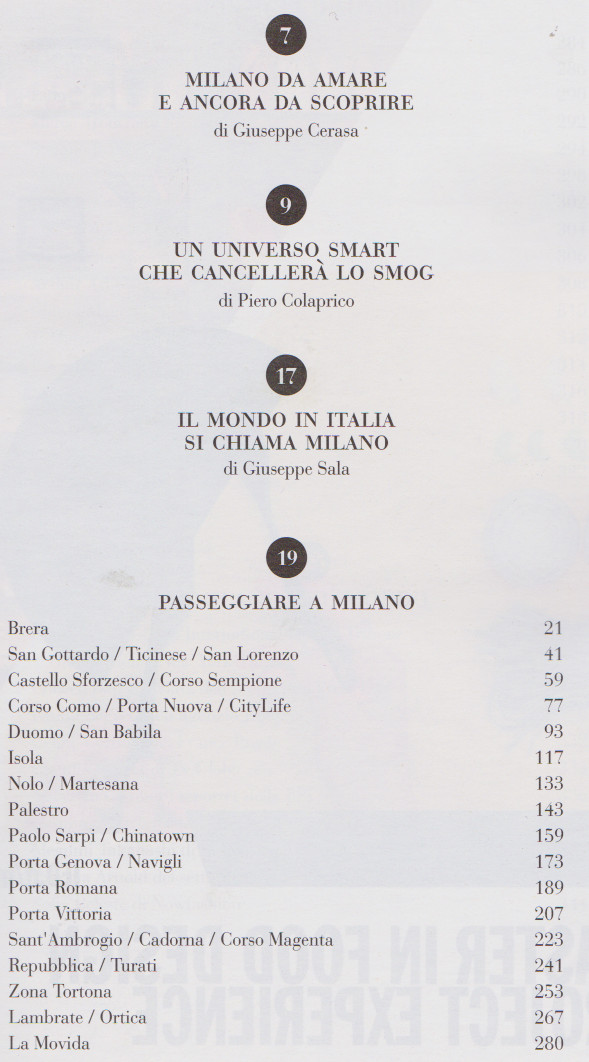 7
MILANO DA AMARE
E ANCORA DA SCOPRIRE
di Giuseppe Cerasa
9
UN UNIVERSO SMART
CHE CANCELLERÀ LO SMOG
di Piero Colaprico
17
IL MONDO IN ITALIA
SI CHIAMA MILANO
di Giuseppe Sala
19
PASSEGGIARE A MILANO
Brera 21
San Gottardo / Ticinese / San Lorenzo 41
Castello Sforzesco / Corso Sempione 59
Corso Como / Porta Nuova / CityLife 77
Duomo / San Babila 93
Isola 117
Nolo / Martesana 133
Palestro 143
Paolo Sarpi / Chinatown 159
Porta Genova / Navigli 173
Porta Romana 189
Porta Vittoria 207
Sant'Ambrogio / Cadorna / Corso Magenta 223
Repubblica / Turati 241
Zona Tortona 253
Lambrate / Ortica 267
La Movida 280